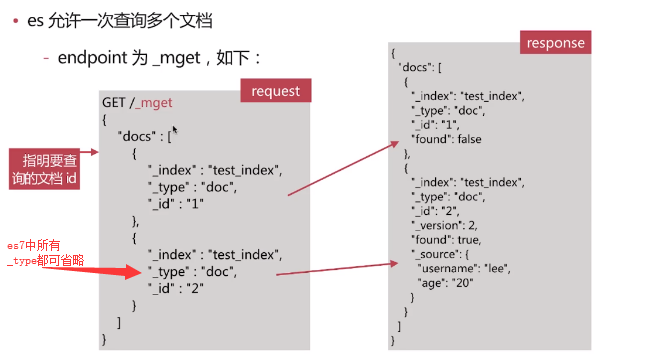 • es 允许一次查询多个文档
- endpoint 为 _mget，如下：
request
GET /_mget
{
"docs" : [
{
"_index" : "test_index",
"_type" : "doc",
"_id" : "1"
},
{
"_index" : "test_index",
"_type" : "doc",
"_id" : "2"
}
]
}
指明要查
询的文档 id
es7中所有
_type都可省略
response
{
"docs": [
{
"_index": "test_index",
"_type": "doc",
"_id": "1",
"found": false
},
{
"_index": "test_index",
"_type": "doc",
"_id": "2",
"_version": 2,
"found": true,
"_source": {
"username": "lee",
"age": "20"
}
}
]
}